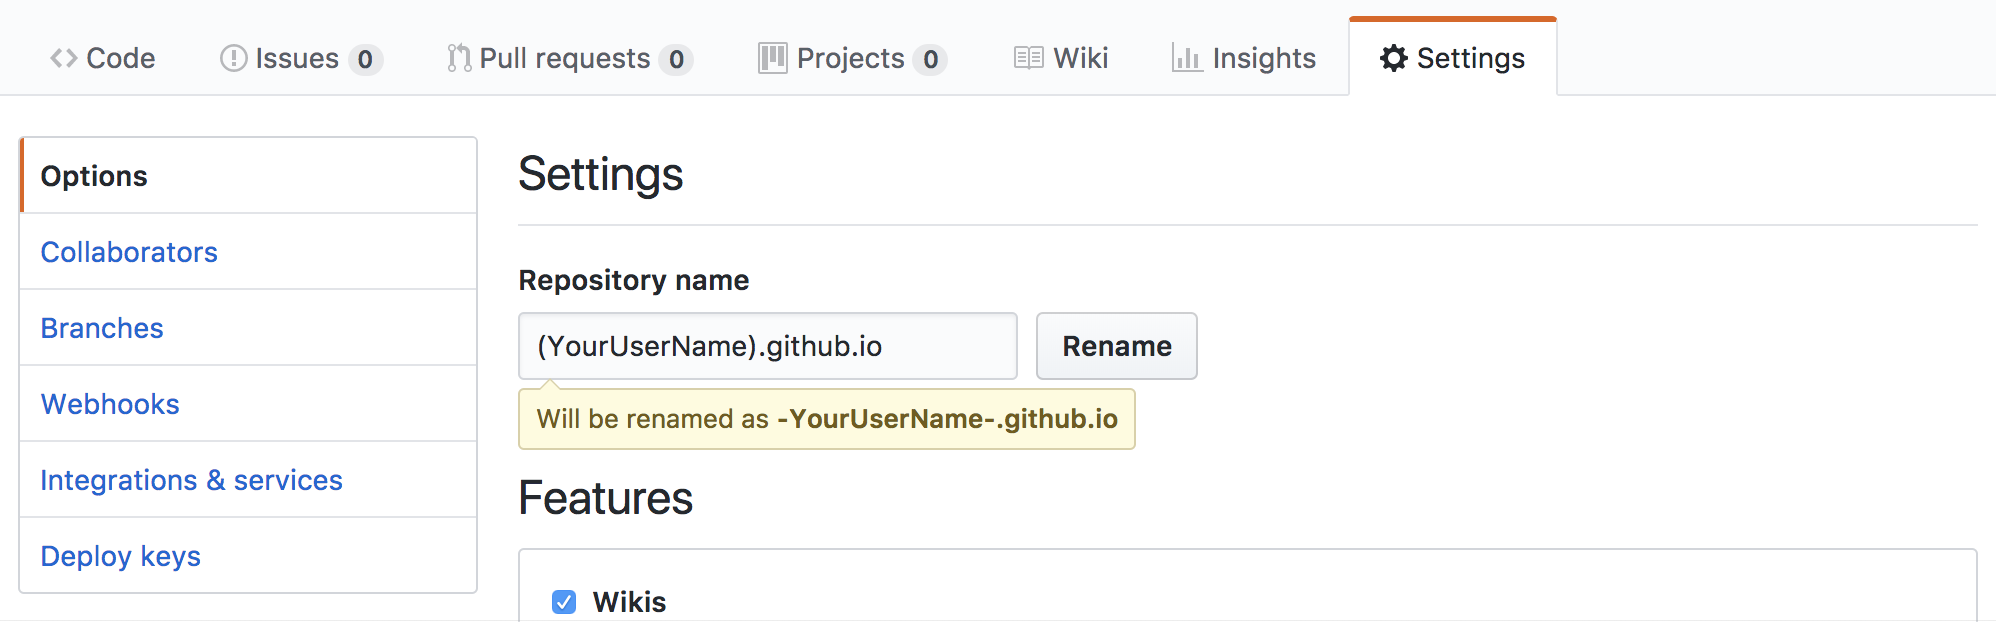 Code Issues 0 Pull requests 0 Projects 0 Wiki Insights Settings
Options
Collaborators
Branches
Webhooks
Integrations & services
Deploy keys
Settings
Repository name
(YourUserName).github.io Rename
Will be renamed as -YourUserName-.github.io
Features
Wikis